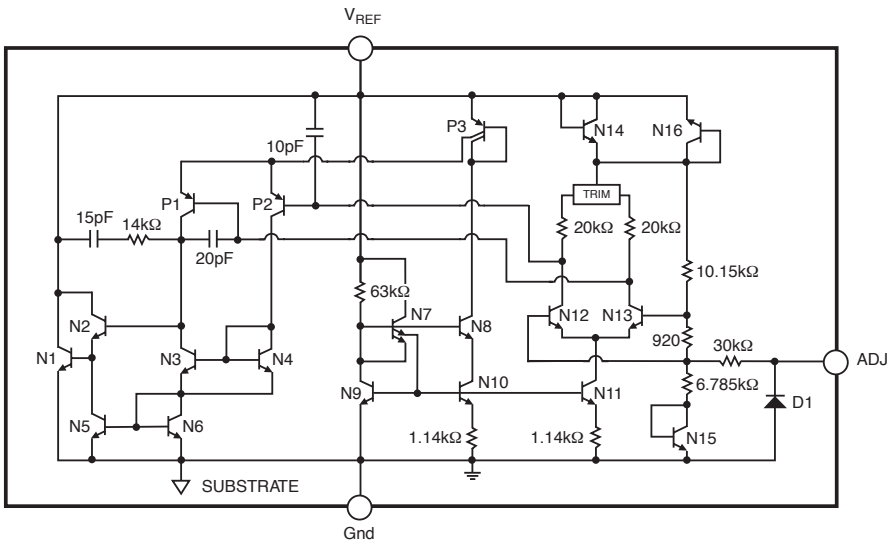 VREF
P3
N14
N16
10pF
P1
P2
TRIM
15pF
14kΩ
20pF
20kΩ
20kΩ
10.15kΩ
63kΩ
N7
N2
N8
N12
N13
920
30kΩ
ADJ
N1
N3
N4
N9
N10
N11
6.785kΩ
D1
N5
N6
1.14kΩ
1.14kΩ
N15
SUBSTRATE
Gnd